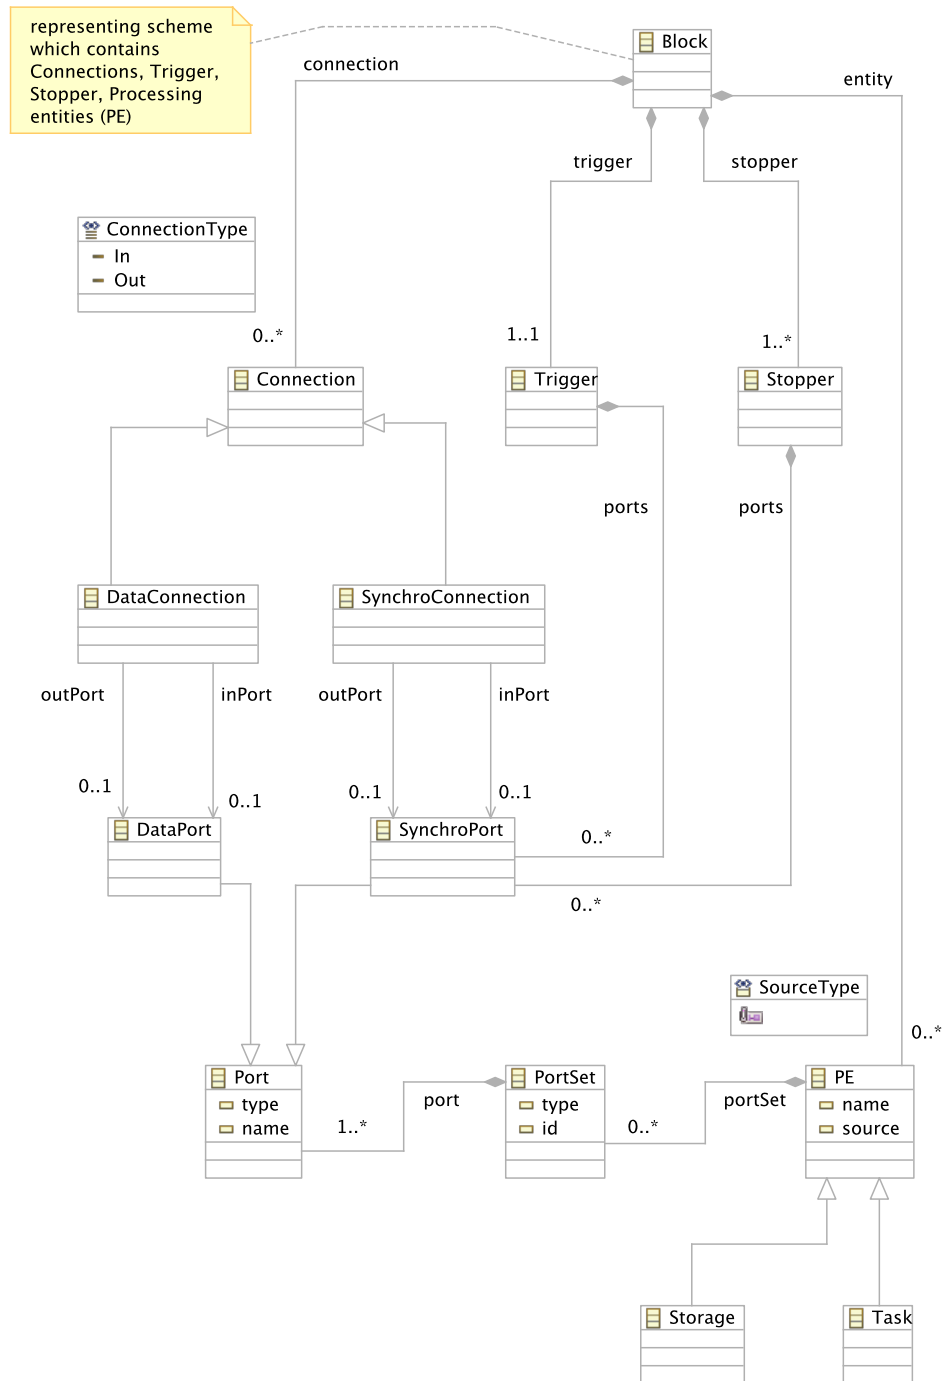 representing scheme
which contains
Connections, Trigger,
Stopper, Processing
entities (PE)
Block
connection
entity
trigger
stopper
ConnectionType
In
Out
0..*
1..1
1..*
Connection
Trigger
Stopper
ports
ports
DataConnection
SynchroConnection
outPort
inPort
outPort
inPort
0..1
0..1
0..1
0..1
DataPort
SynchroPort
0..*
0..*
SourceType
0..*
Port
type
name
1..*
port
PortSet
type
id
0..*
portSet
PE
name
source
Storage
Task